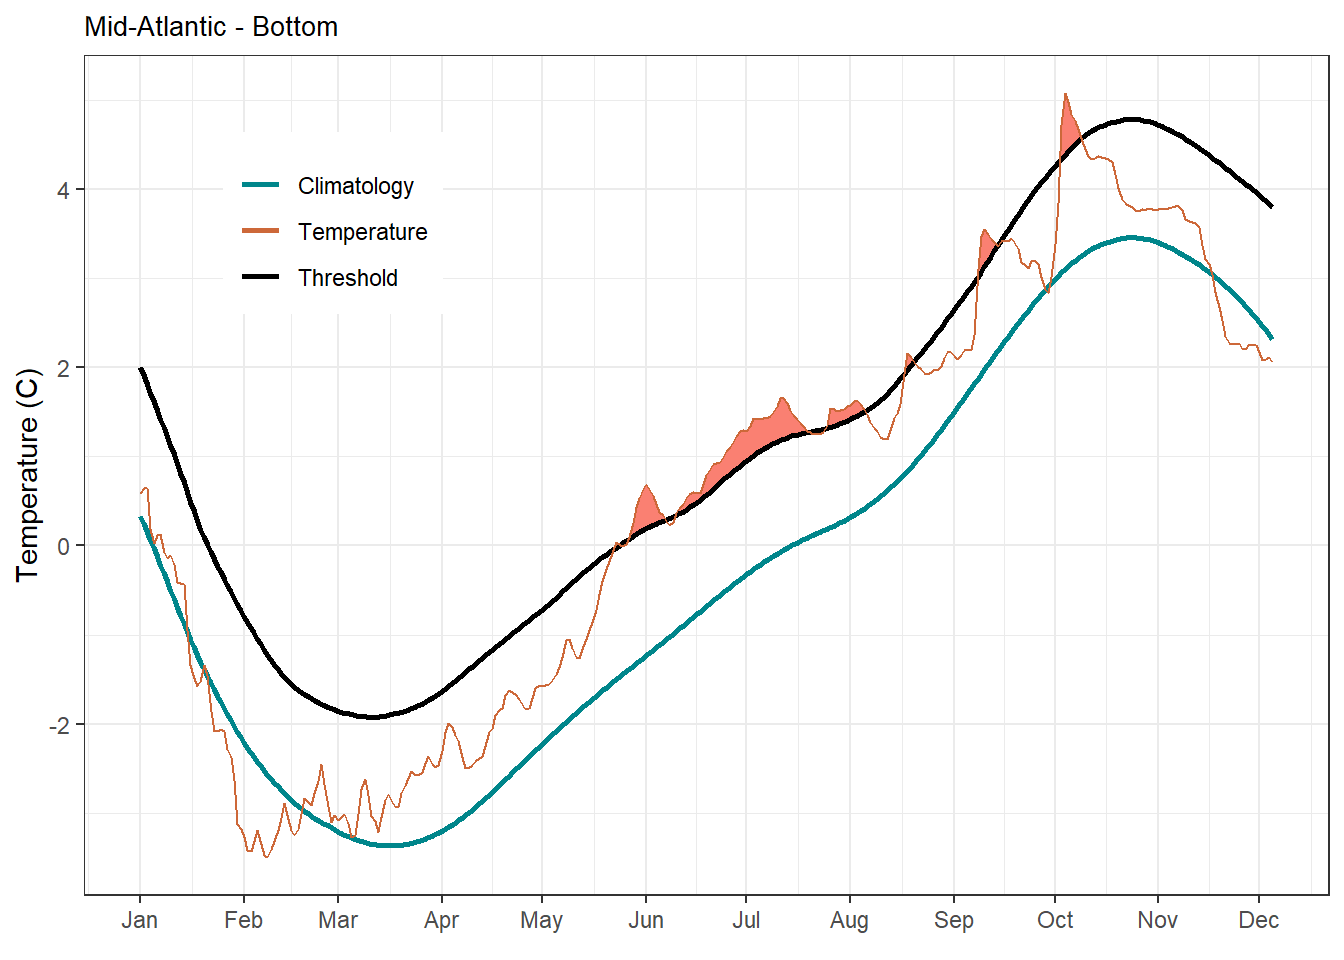 Mid-Atlantic - Bottom
Climatology
Temperature
Threshold
Temperature (C)
4
2
0
-2
Jan Feb Mar Apr May Jun Jul Aug Sep Oct Nov Dec